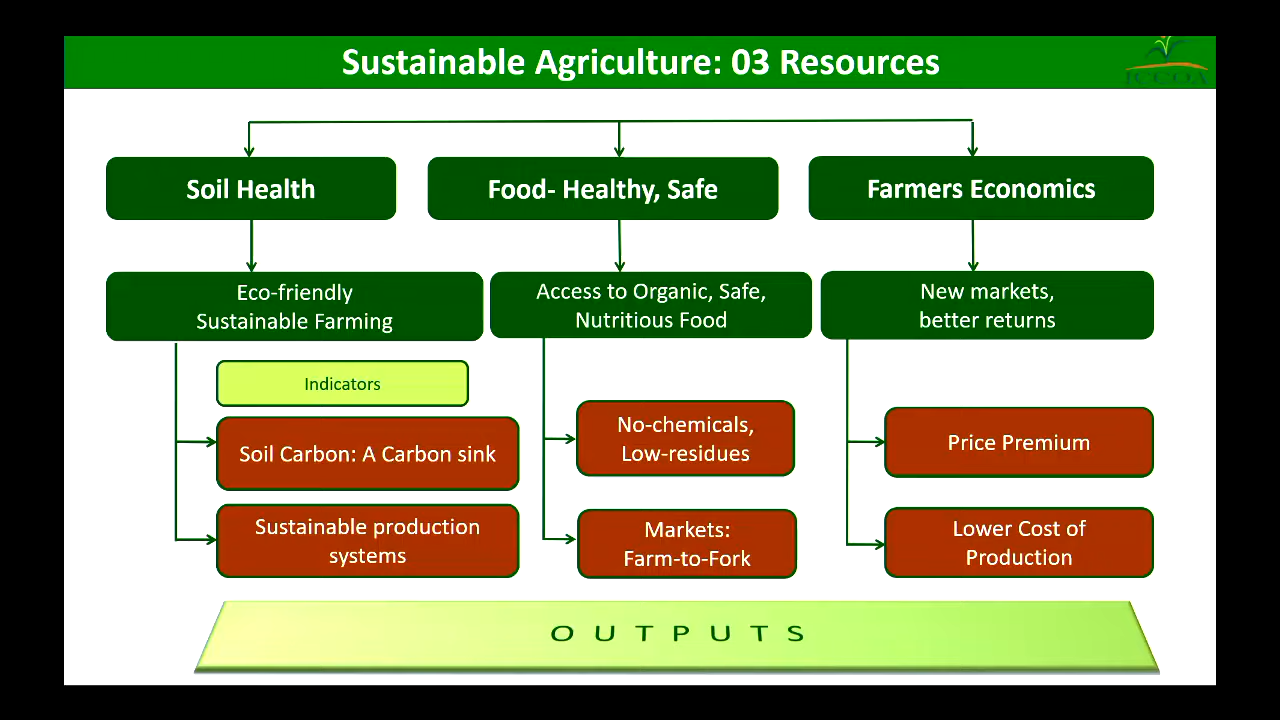 Sustainable Agriculture: 03 Resources
ICCOA
Soil Health
Food- Healthy, Safe
Farmers Economics
Eco-friendly
Sustainable Farming
Access to Organic, Safe,
Nutritious Food
New markets,
better returns
Indicators
Soil Carbon: A Carbon sink
No-chemicals,
Low-residues
Price Premium
Sustainable production
systems
Markets:
Farm-to-Fork
Lower Cost of
Production
OUTPUTS